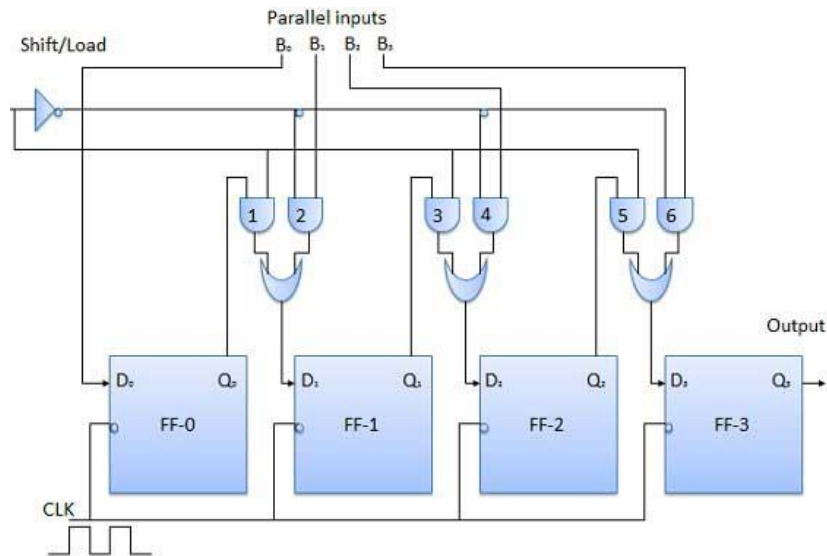 Parallel inputs
Shift/Load
B₀ B₁ B₂ B₃
1 2 3 4 5 6
Output
D₀ Q₀ D₁ Q₁ D₂ Q₂ D₃ Q₃
FF-0 FF-1 FF-2 FF-3
CLK